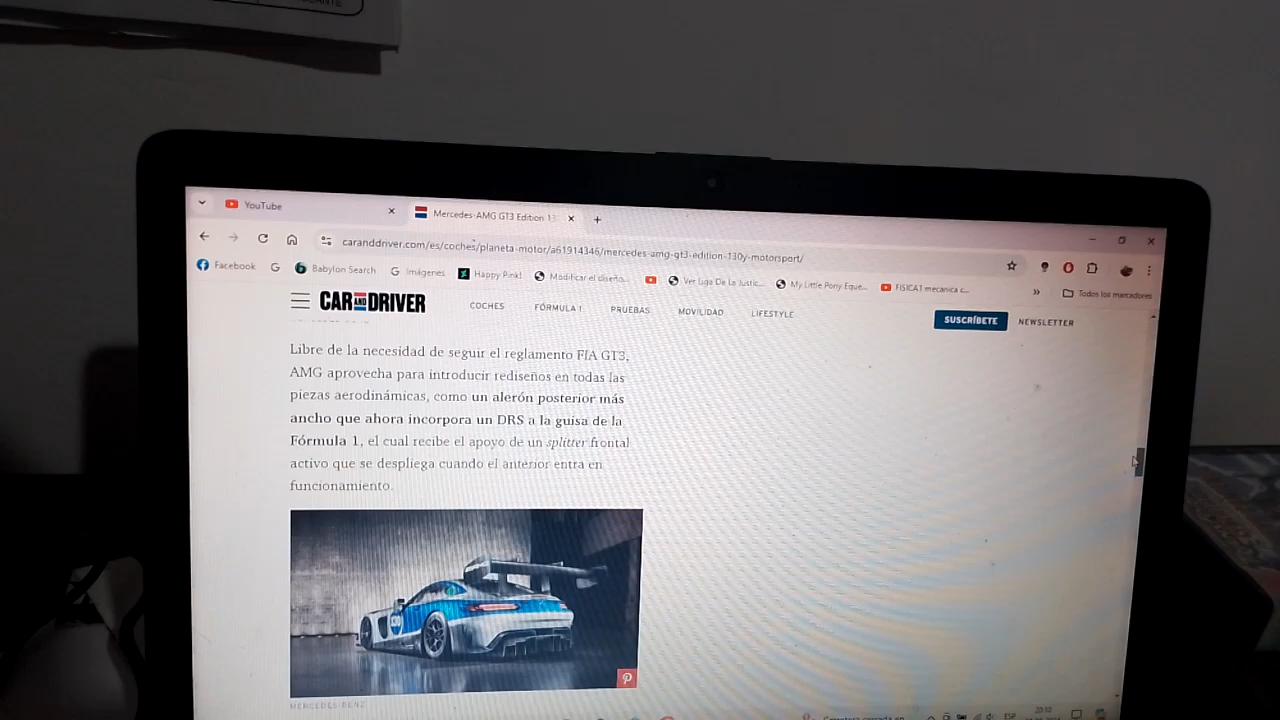 YouTube
Mercedes-AMG GT3 Edition 13
caranddriver.com/es/coches/planeta-motor/a61914346/mercedes-amg-gt3-edition-130y-motorsport/
Facebook
Babylon Search
Imágenes
Happy Pink!
Modificar el diseño...
Ver Liga De La Justic...
My Little Pony Eque...
FISICA1 mecanica c...
»
Todos los marcadores
CAR AND DRIVER
COCHES
FÓRMULA 1
PRUEBAS
MOVILIDAD
LIFESTYLE
SUSCRÍBETE
NEWSLETTER
Libre de la necesidad de seguir el reglamento FIA GT3,
AMG aprovecha para introducir rediseños en todas las
piezas aerodinámicas, como un alerón posterior más
ancho que ahora incorpora un DRS a la guisa de la
Fórmula 1, el cual recibe el apoyo de un splitter frontal
activo que se despliega cuando el anterior entra en
funcionamiento.
130
MERCEDES-BENZ
ESP
20:10